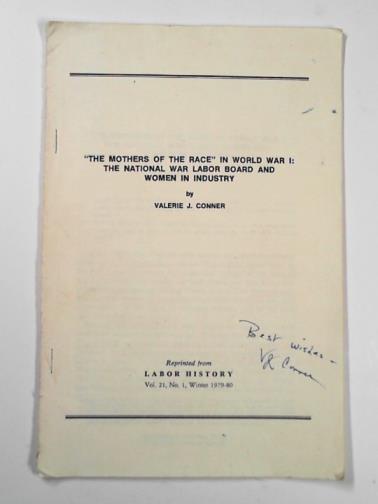 "THE MOTHERS OF THE RACE" IN WORLD WAR I:
THE NATIONAL WAR LABOR BOARD AND
WOMEN IN INDUSTRY
by
VALERIE J. CONNER
Best wishes –
Conner
Reprinted from
LABOR HISTORY
Vol. 21, No. 1, Winter 1979-80